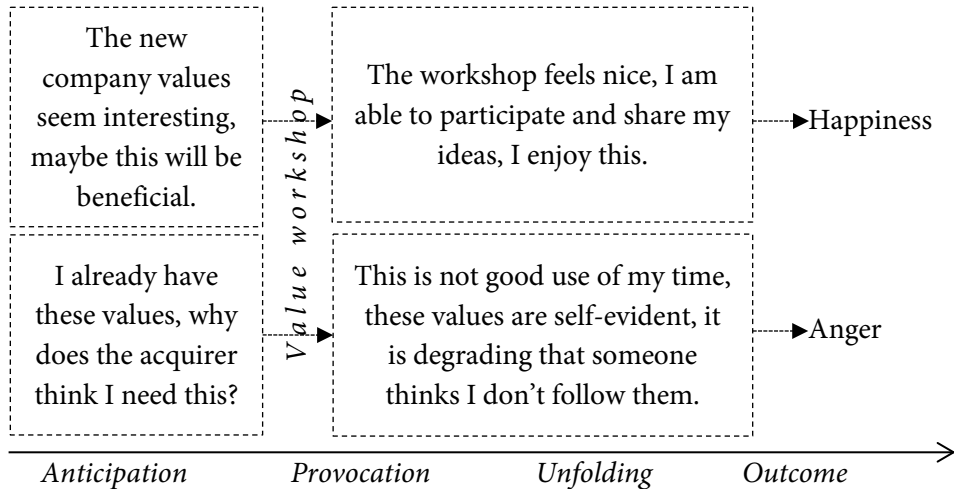 The new
company values
seem interesting,
maybe this will be
beneficial.
Value workshop
The workshop feels nice, I am
able to participate and share my
ideas, I enjoy this.
Happiness
I already have
these values, why
does the acquirer
think I need this?
This is not good use of my time,
these values are self-evident, it
is degrading that someone
thinks I don’t follow them.
Anger
Anticipation
Provocation
Unfolding
Outcome